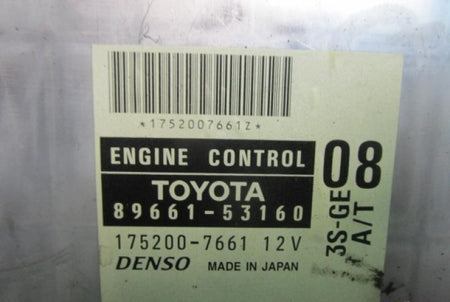 *1752007661Z*
ENGINE CONTROL
TOYOTA
89661-53160
175200-7661 12V
DENSO MADE IN JAPAN
08
3S-GE
A/T